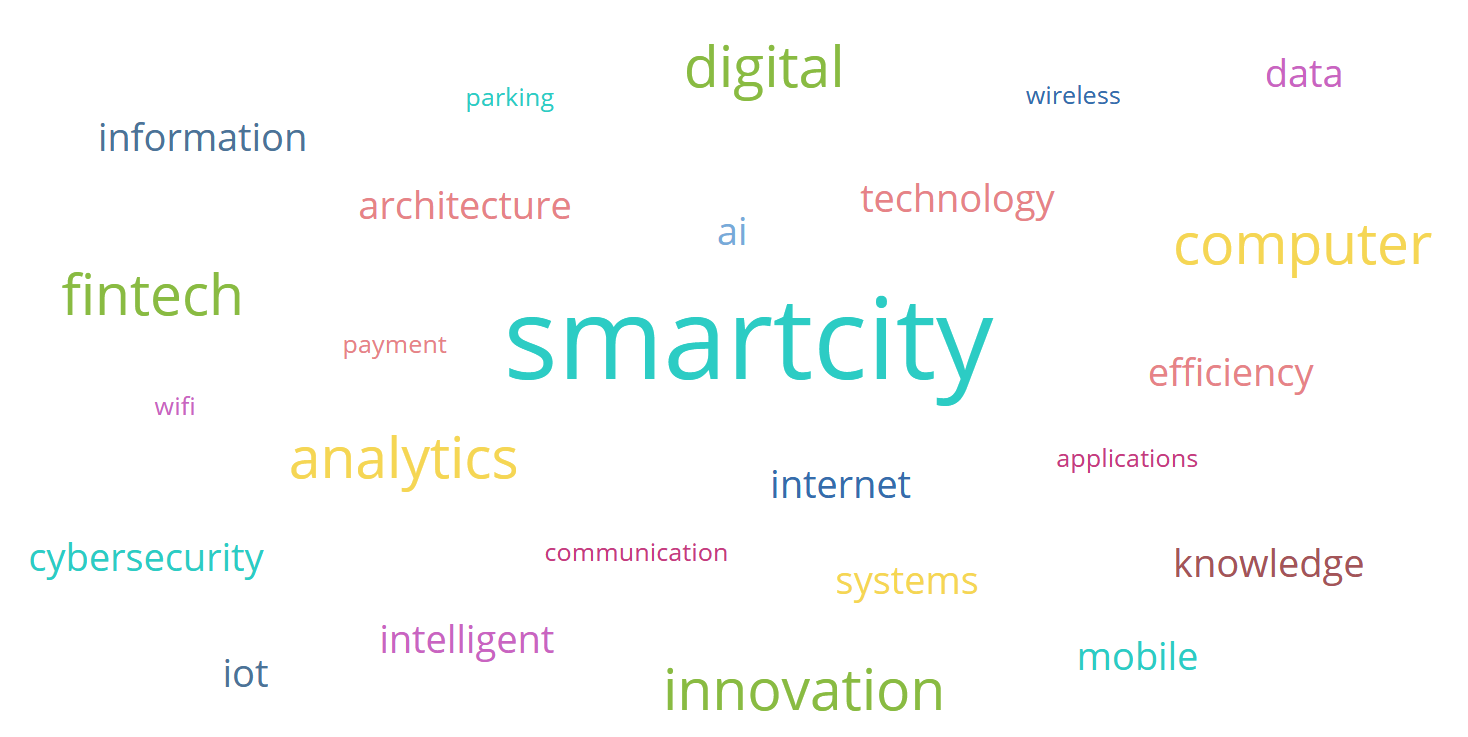 digital
data
parking
wireless
information
architecture
technology
ai
computer
fintech
smartcity
payment
efficiency
wifi
analytics
applications
internet
cybersecurity
communication
knowledge
systems
intelligent
mobile
iot
innovation